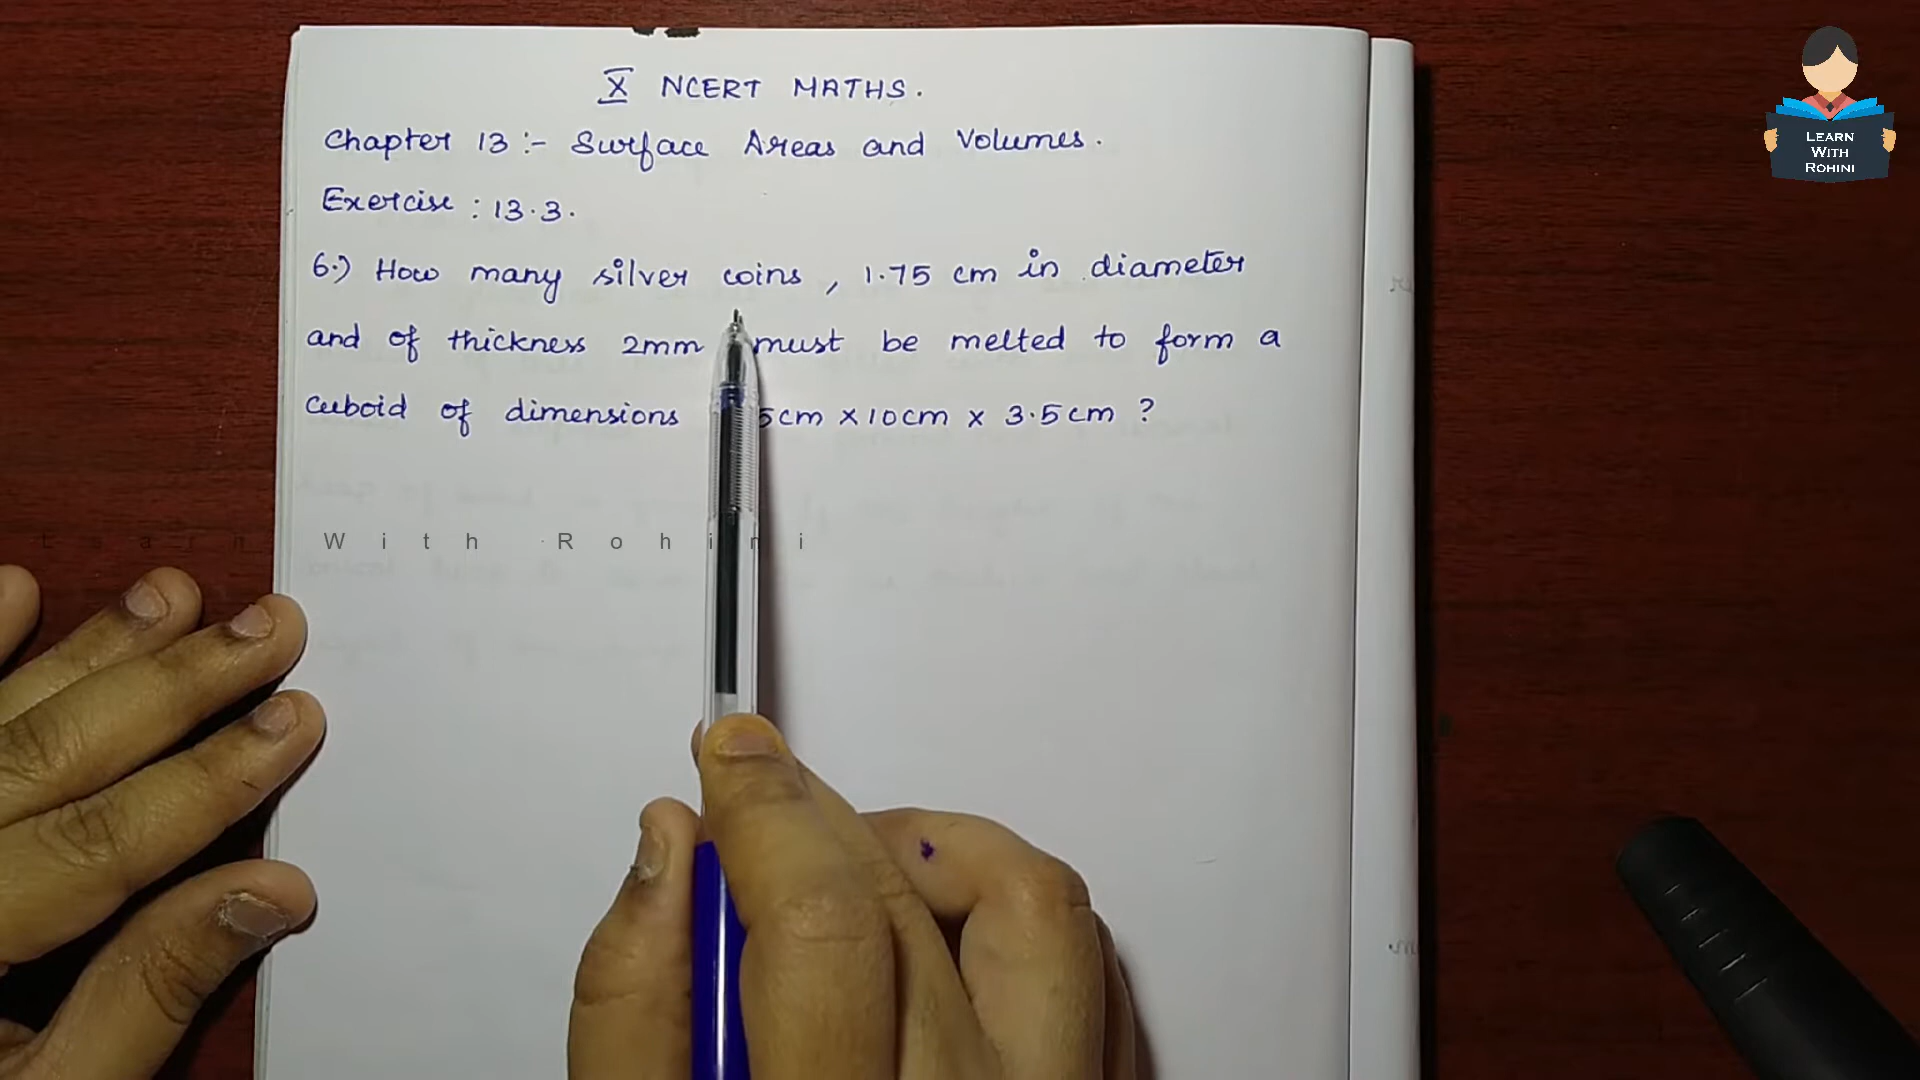 X NCERT MATHS.
Chapter 13 :- Surface Areas and Volumes.
Exercise : 13.3.
6.) How many silver coins, 1.75 cm in diameter
and of thickness 2mm must be melted to form a
cuboid of dimensions 5cm x 10cm x 3.5cm ?
Learn With Rohini
LEARN
WITH
ROHINI